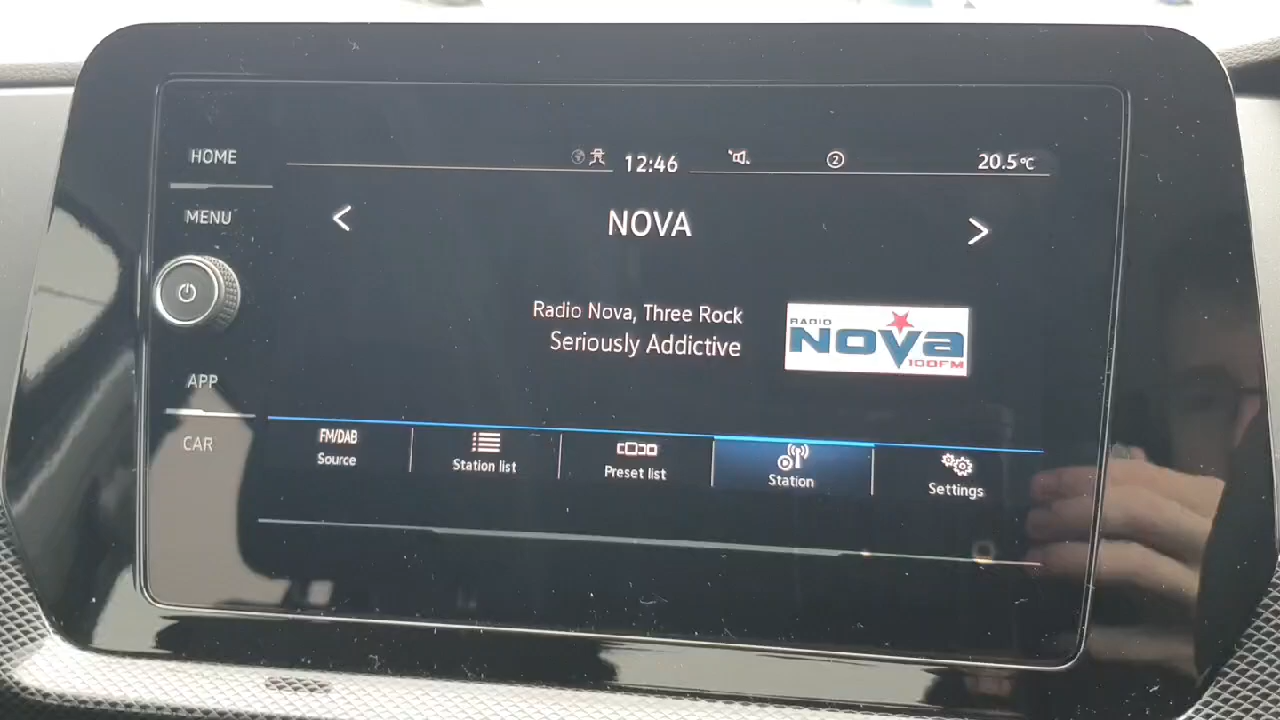 HOME
12:46
2
20.5°C
MENU
NOVA
Radio Nova, Three Rock
Seriously Addictive
RADIO
NOVA
100FM
APP
CAR
FM/DAB
Source
Station list
Preset list
Station
Settings